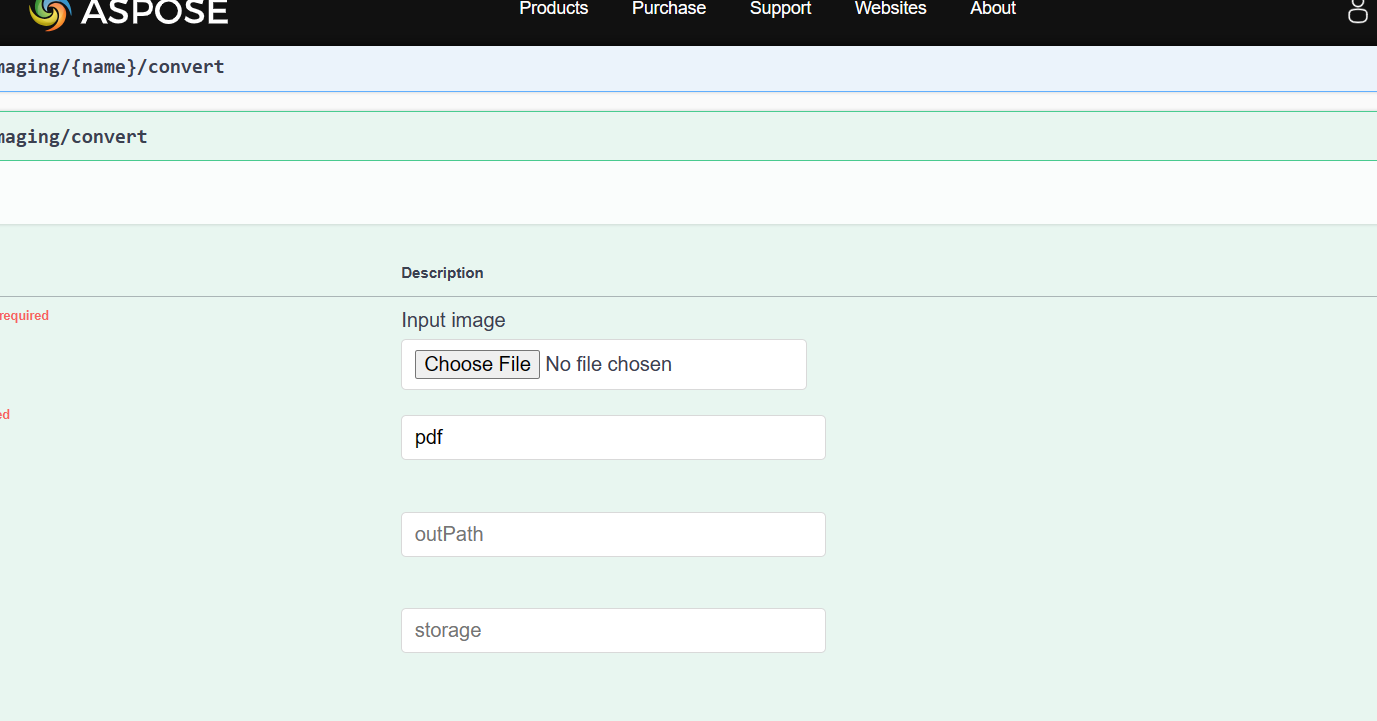 ASPOSE
Products Purchase Support Websites About
maging/{name}/convert
maging/convert
Description
required
Input image
Choose File No file chosen
ed
pdf
outPath
storage